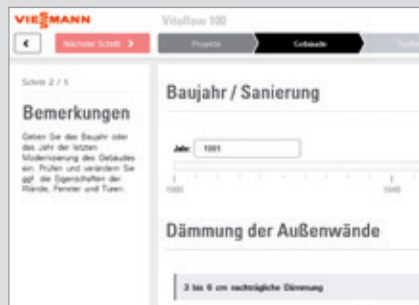 VIESMANN
Vitoflow 100
Nächster Schritt
Projekte
Gebäude
Schritt 2 / 5
Bemerkungen
Geben Sie das Baujahr oder
das Jahr der letzten
Modernisierung des Gebäudes
ein. Prüfen und verändern Sie
ggf. die Eigenschaften der
Wände, Fenster und Türen.
Baujahr / Sanierung
Jahr: 1991
1900
1940
Dämmung der Außenwände
3 bis 6 cm nachträgliche Dämmung